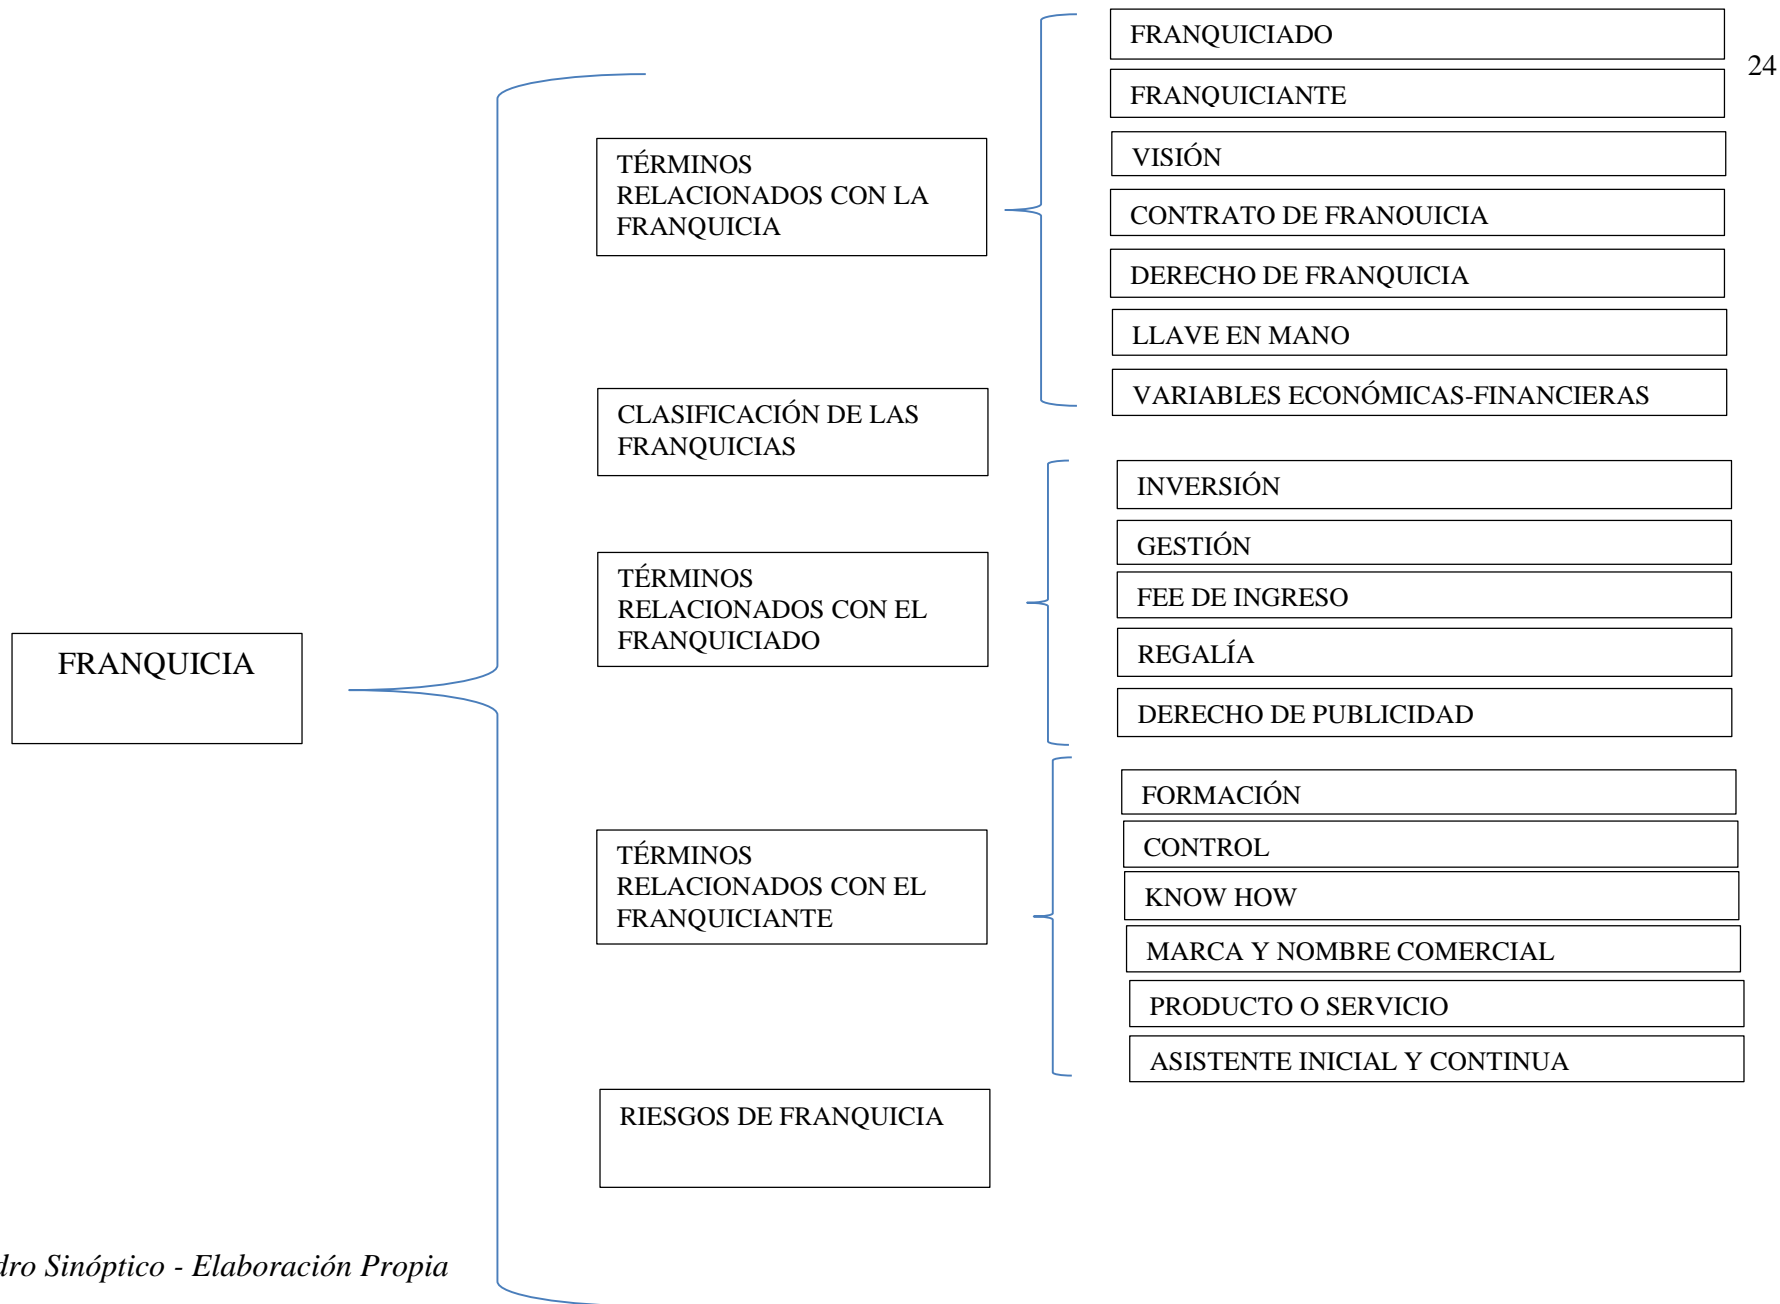 24
FRANQUICIA
TÉRMINOS
RELACIONADOS CON LA
FRANQUICIA
FRANQUICIADO
FRANQUICIANTE
VISIÓN
CONTRATO DE FRANQUICIA
DERECHO DE FRANQUICIA
LLAVE EN MANO
VARIABLES ECONÓMICAS-FINANCIERAS
CLASIFICACIÓN DE LAS
FRANQUICIAS
TÉRMINOS
RELACIONADOS CON EL
FRANQUICIADO
INVERSIÓN
GESTIÓN
FEE DE INGRESO
REGALÍA
DERECHO DE PUBLICIDAD
TÉRMINOS
RELACIONADOS CON EL
FRANQUICIANTE
FORMACIÓN
CONTROL
KNOW HOW
MARCA Y NOMBRE COMERCIAL
PRODUCTO O SERVICIO
ASISTENTE INICIAL Y CONTINUA
RIESGOS DE FRANQUICIA
dro Sinóptico - Elaboración Propia